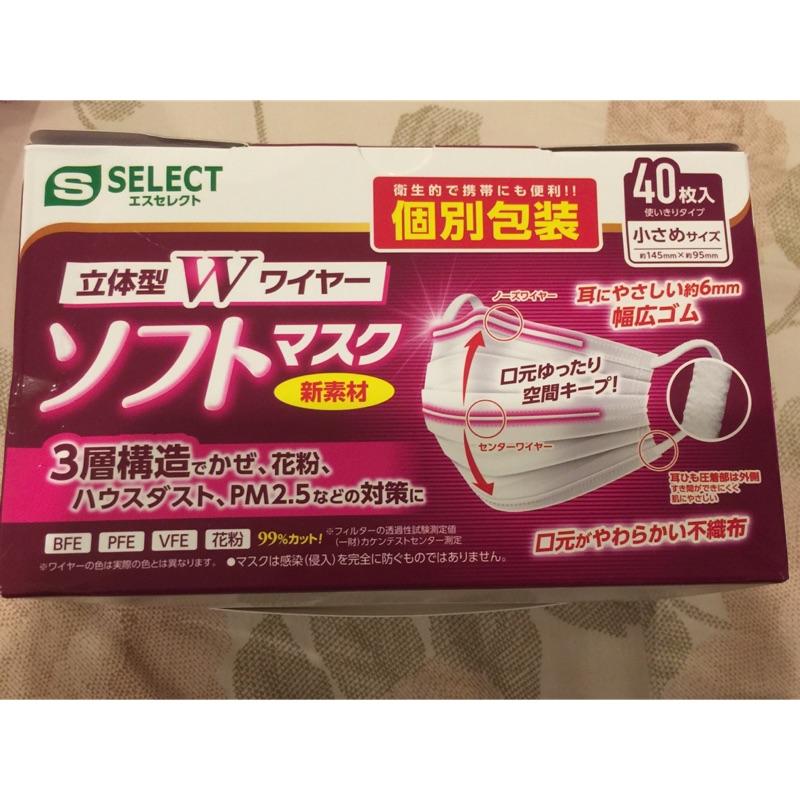 SELECT
エスセレクト
衛生的で携帯にも便利!!
個別包装
40枚入
使いきりタイプ
小さめサイズ
約145mm×約95mm
立体型Wワイヤー
ソフトマスク
新素材
ノーズワイヤー
耳にやさしい約6mm
幅広ゴム
口元ゆったり
空間キープ!
センターワイヤー
耳ひも圧着部は外側
すき間ができにくく
肌にやさしい
3層構造でかぜ、花粉、
ハウスダスト、PM2.5などの対策に
口元がやわらかい不織布
BFE PFE VFE 花粉 99%カット!
※フィルターの透過性試験測定値
(一財)カケンテストセンター測定
※ワイヤーの色は実際の色とは異なります。 ●マスクは感染(侵入)を完全に防ぐものではありません。